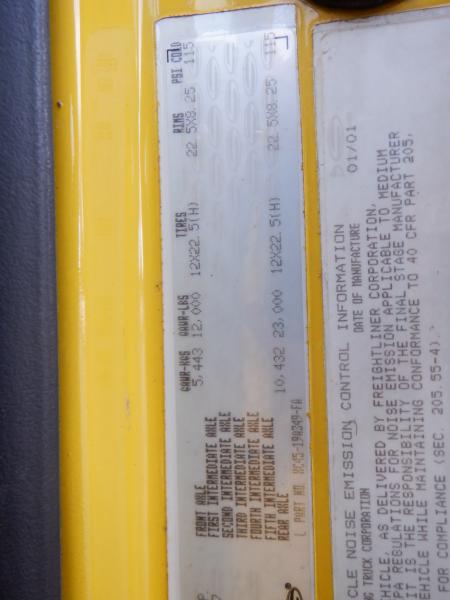 GAWR-KGS GAWR-LBS TIRES RIMS PSI COLD
FRONT AXLE 5,443 12,000 12X22.5(H) 22.5X8.25 115
FIRST INTERMEDIATE AXLE
SECOND INTERMEDIATE AXLE
THIRD INTERMEDIATE AXLE
FOURTH INTERMEDIATE AXLE
FIFTH INTERMEDIATE AXLE
REAR AXLE 10,432 23,000 12X22.5(H) 22.5X8.25 115
PART NO. XC45-19A349-FA
CLE NOISE EMISSION CONTROL INFORMATION
NG TRUCK CORPORATION DATE OF MANUFACTURE 01/01
HICLE, AS DELIVERED BY FREIGHTLINER CORPORATION,
PA REGULATIONS FOR NOISE EMISSION APPLICABLE TO MEDIUM
IT IS THE RESPONSIBILITY OF THE FINAL STAGE MANUFACTURER
VEHICLE WHILE MAINTAINING CONFORMANCE TO 40 CFR PART 205,
FOR COMPLIANCE (SEC. 205.55-4).